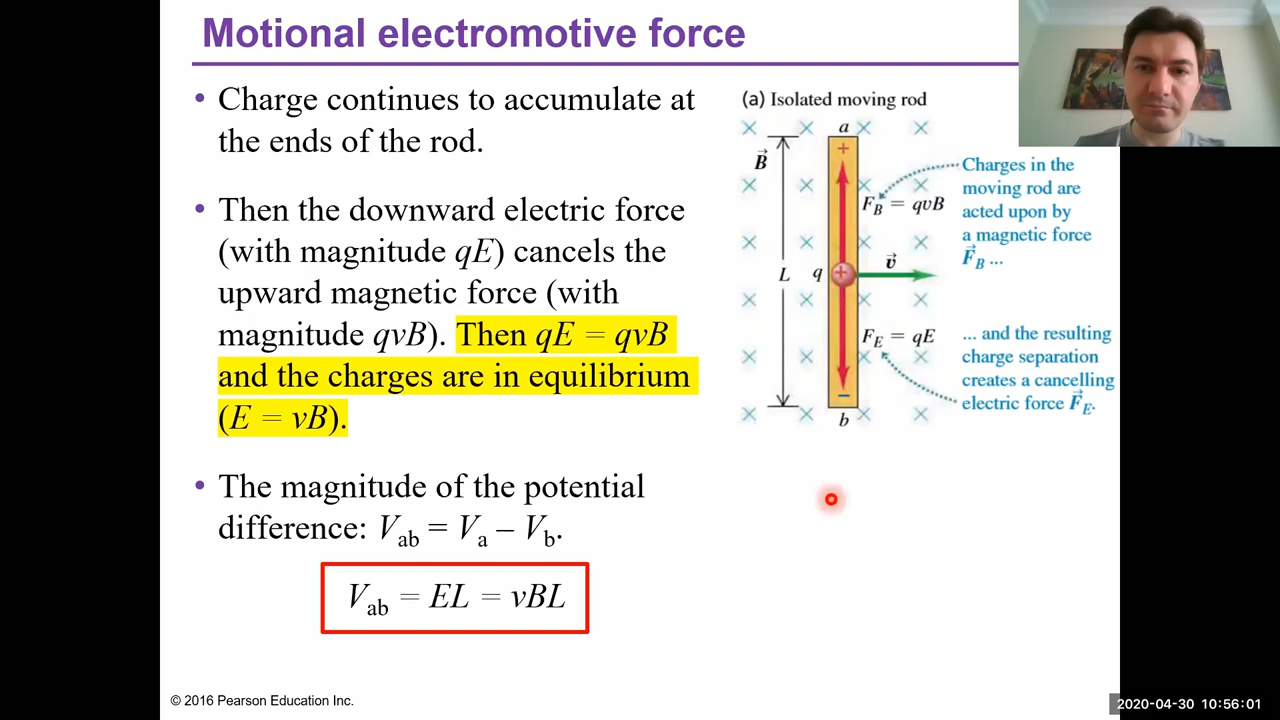 Motional electromotive force
• Charge continues to accumulate at
the ends of the rod.
• Then the downward electric force
(with magnitude qE) cancels the
upward magnetic force (with
magnitude qvB). Then qE = qvB
and the charges are in equilibrium
(E = vB).
• The magnitude of the potential
difference: Vab = Va – Vb.
Vab = EL = vBL
(a) Isolated moving rod
a
B⃗
+
FB = qvB
L
q
+
v⃗
FE = qE
–
b
Charges in the
moving rod are
acted upon by
a magnetic force
F⃗B ...
... and the resulting
charge separation
creates a cancelling
electric force F⃗E.
© 2016 Pearson Education Inc.
2020-04-30 10:56:01